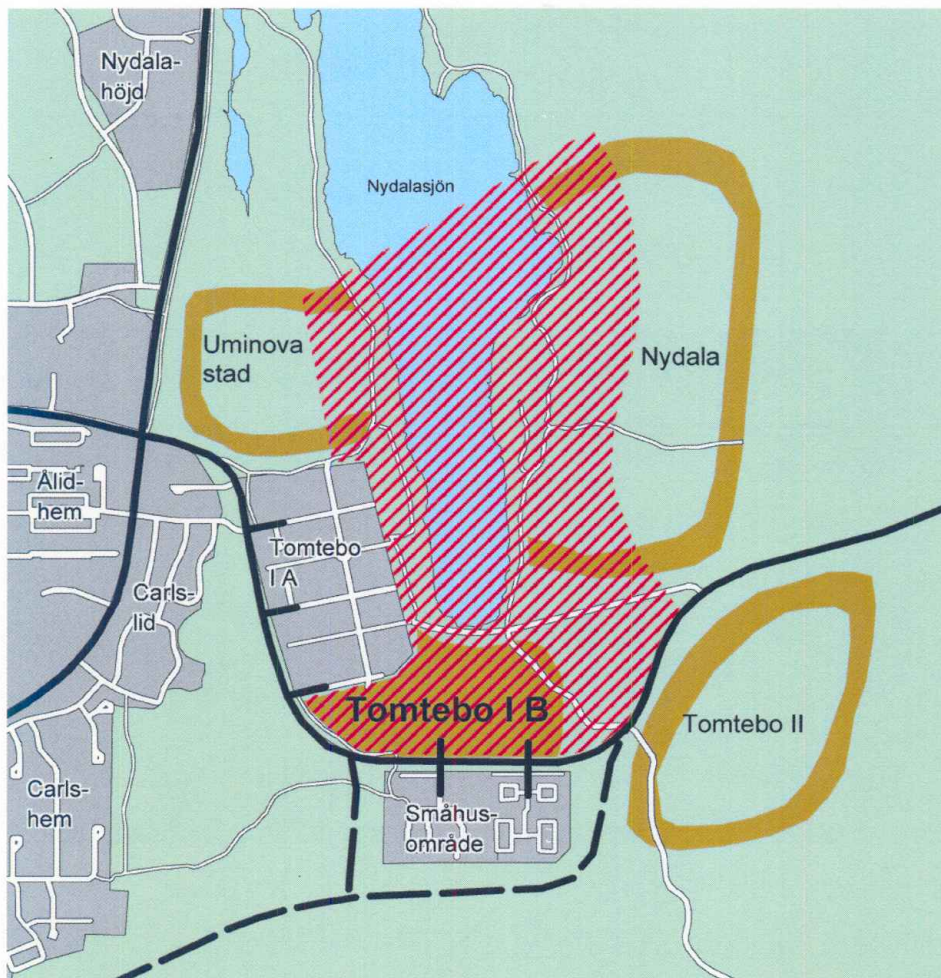 Nydala-
höjd
Nydalasjön
Uminova
stad
Nydala
Ålid-
hem
Tomtebo
I A
Carls-
lid
Tomtebo I B
Tomtebo II
Carls-
hem
Småhus-
område